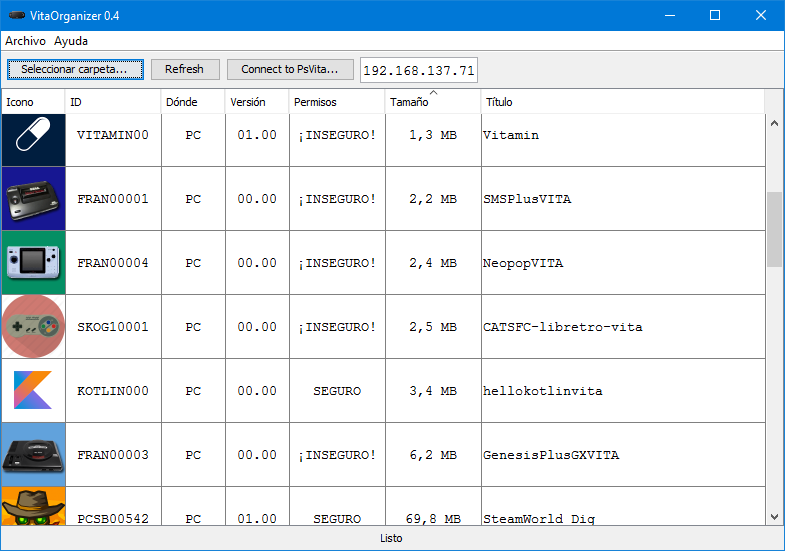 VitaOrganizer 0.4
Archivo Ayuda
Seleccionar carpeta... Refresh Connect to PsVita... 192.168.137.71
Icono ID Dónde Versión Permisos Tamaño Título
VITAMIN00 PC 01.00 ¡INSEGURO! 1,3 MB Vitamin
FRAN00001 PC 00.00 ¡INSEGURO! 2,2 MB SMSPlusVITA
FRAN00004 PC 00.00 ¡INSEGURO! 2,4 MB NeopopVITA
SKOG10001 PC 00.00 ¡INSEGURO! 2,5 MB CATSFC-libretro-vita
KOTLIN000 PC 00.00 SEGURO 3,4 MB hellokotlinvita
FRAN00003 PC 00.00 ¡INSEGURO! 6,2 MB GenesisPlusGXVITA
PCSB00542 PC 01.00 SEGURO 69,8 MB SteamWorld Dig
Listo